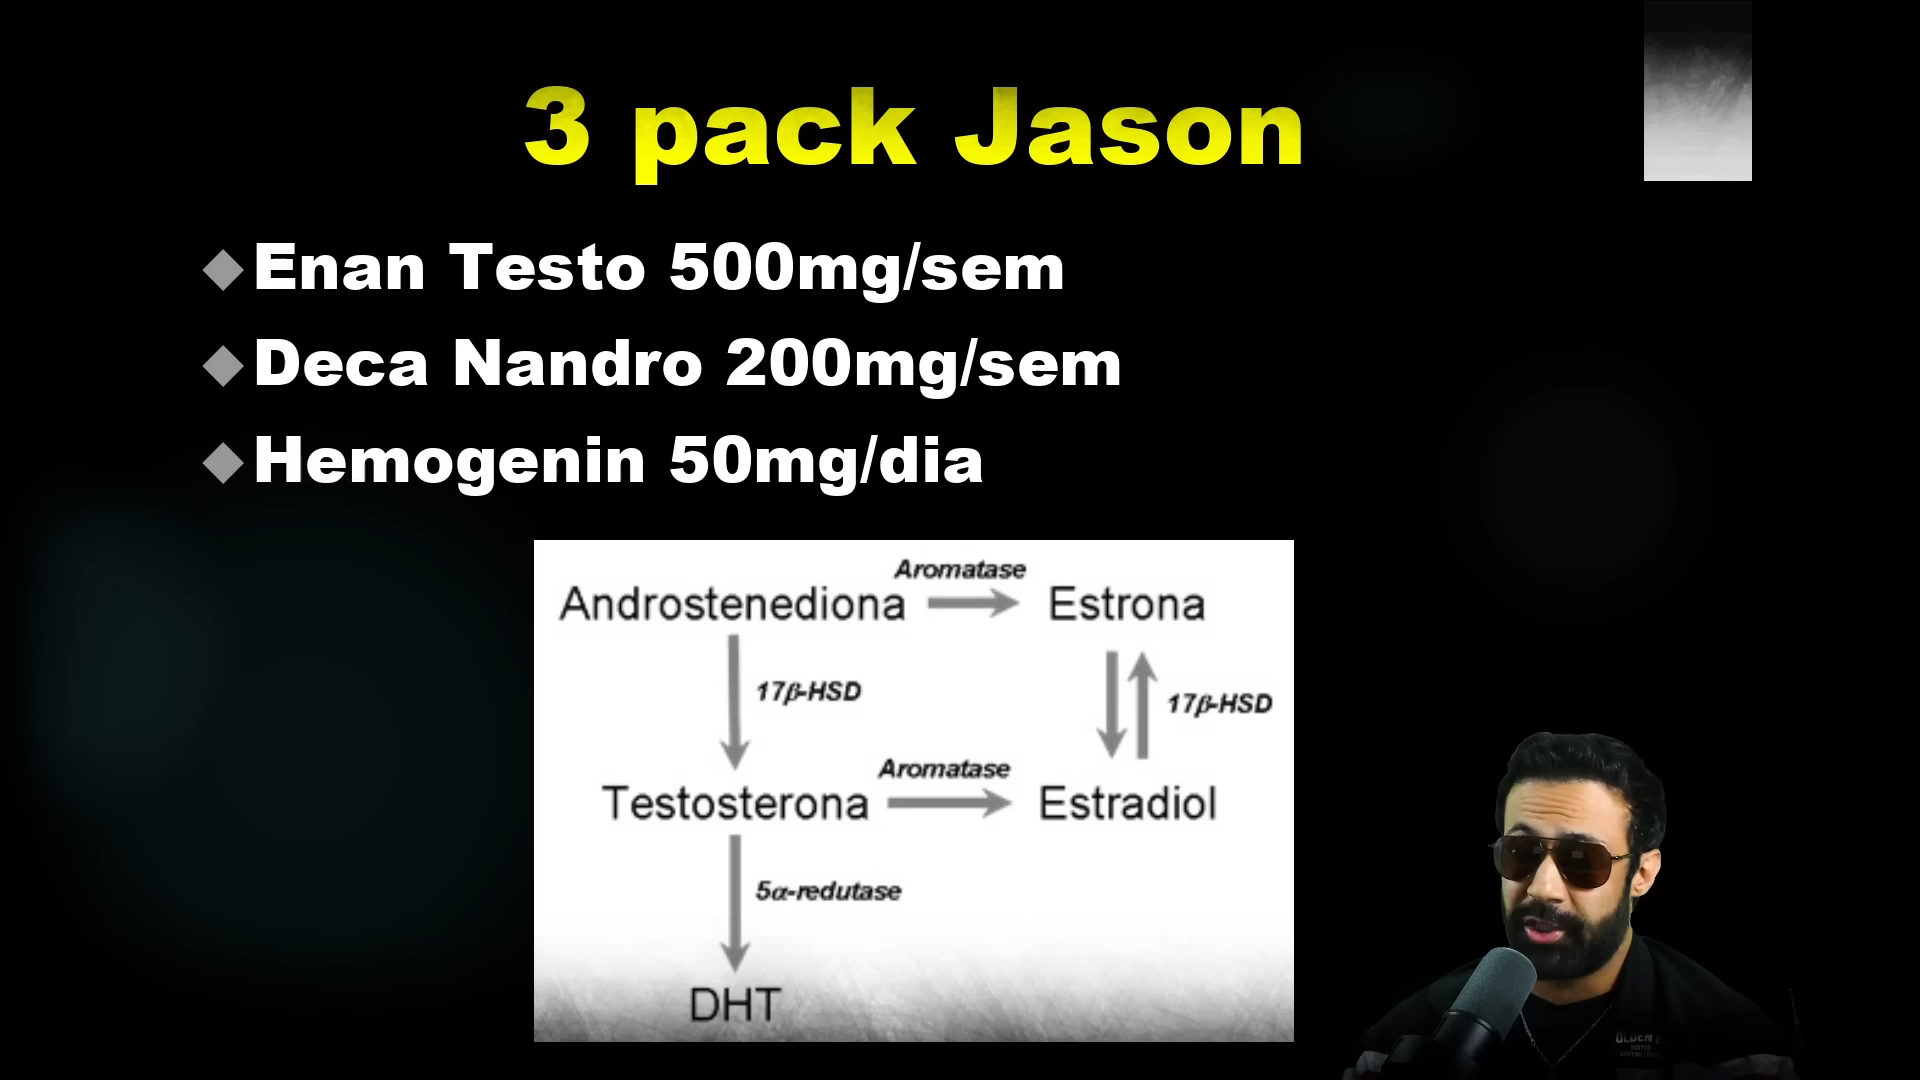 3 pack Jason
Enan Testo 500mg/sem
Deca Nandro 200mg/sem
Hemogenin 50mg/dia
Aromatase
Androstenediona
Estrona
17β-HSD
17β-HSD
Aromatase
Testosterona
Estradiol
5α-redutase
DHT